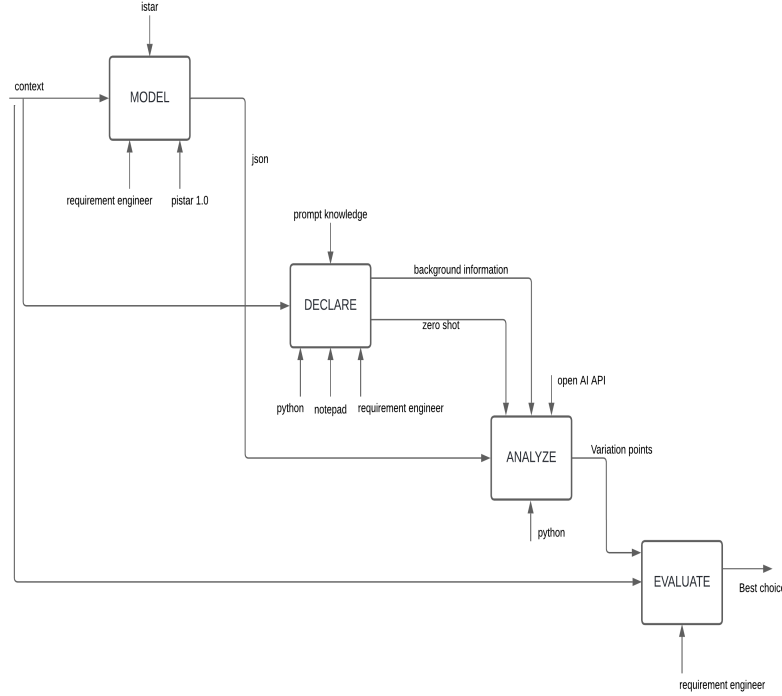 istar
context
MODEL
json
requirement engineer
pistar 1.0
prompt knowledge
background information
DECLARE
zero shot
open AI API
python
notepad
requirement engineer
Variation points
ANALYZE
python
EVALUATE
Best choice
requirement engineer